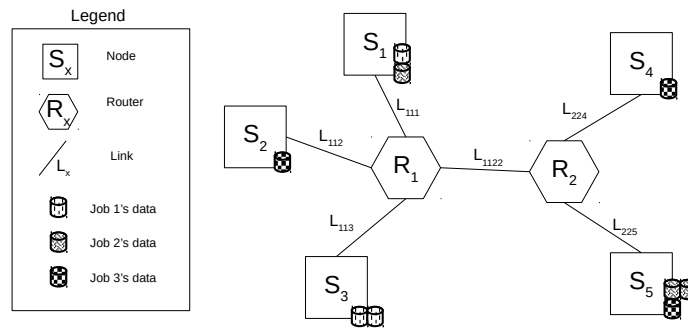 Legend
Sx
Node
Rx
Router
Lx
Link
Job 1's data
Job 2's data
Job 3's data
S1
S2
S3
S4
S5
R1
R2
L111
L112
L113
L1122
L224
L225